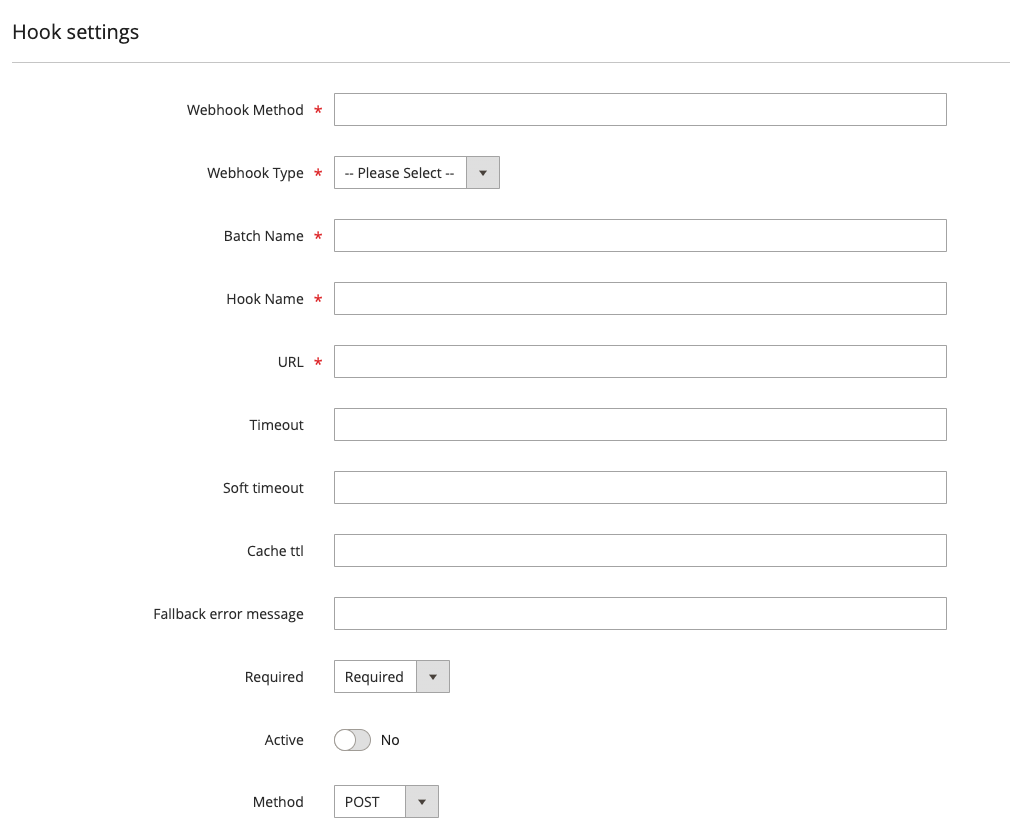 Hook settings
Webhook Method *
Webhook Type * -- Please Select --
Batch Name *
Hook Name *
URL *
Timeout
Soft timeout
Cache ttl
Fallback error message
Required Required
Active No
Method POST